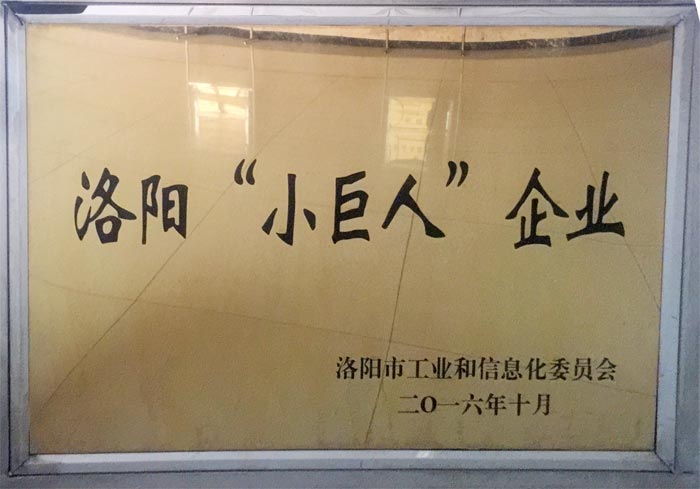 洛阳“小巨人”企业
洛阳市工业和信息化委员会
二O一六年十月